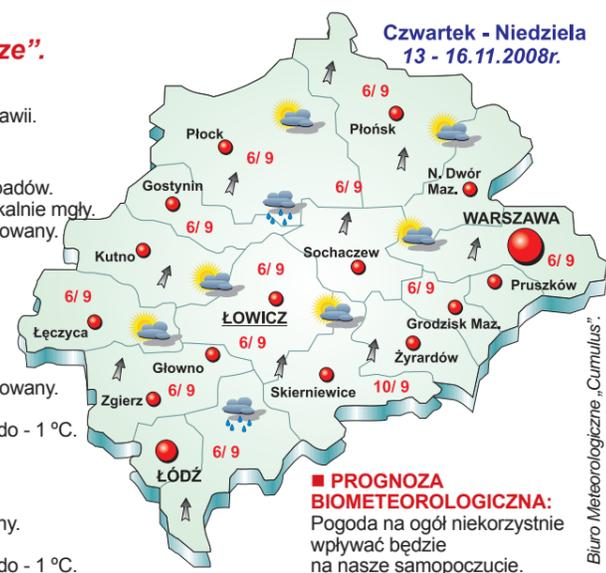 ze”.
Czwartek - Niedziela
13 - 16.11.2008r.
awii.
padów.
kalnie mgły.
owany.
owany.
do - 1 ºC.
ny.
do - 1 ºC.
6/ 9
Płońsk
Płock
6/ 9
N. Dwór
Maz.
Gostynin
6/ 9
WARSZAWA
6/ 9
Kutno
Sochaczew
6/ 9
6/ 9
6/ 9
Pruszków
6/ 9
ŁOWICZ
Grodzisk Maz.
Łęczyca
6/ 9
Żyrardów
Głowno
6/ 9
Skierniewice
10/ 9
Zgierz
6/ 9
ŁÓDŹ
■ PROGNOZA
BIOMETEOROLOGICZNA:
Pogoda na ogół niekorzystnie
wpływać będzie
na nasze samopoczucie.
Biuro Meteorologiczne „Cumulus”.